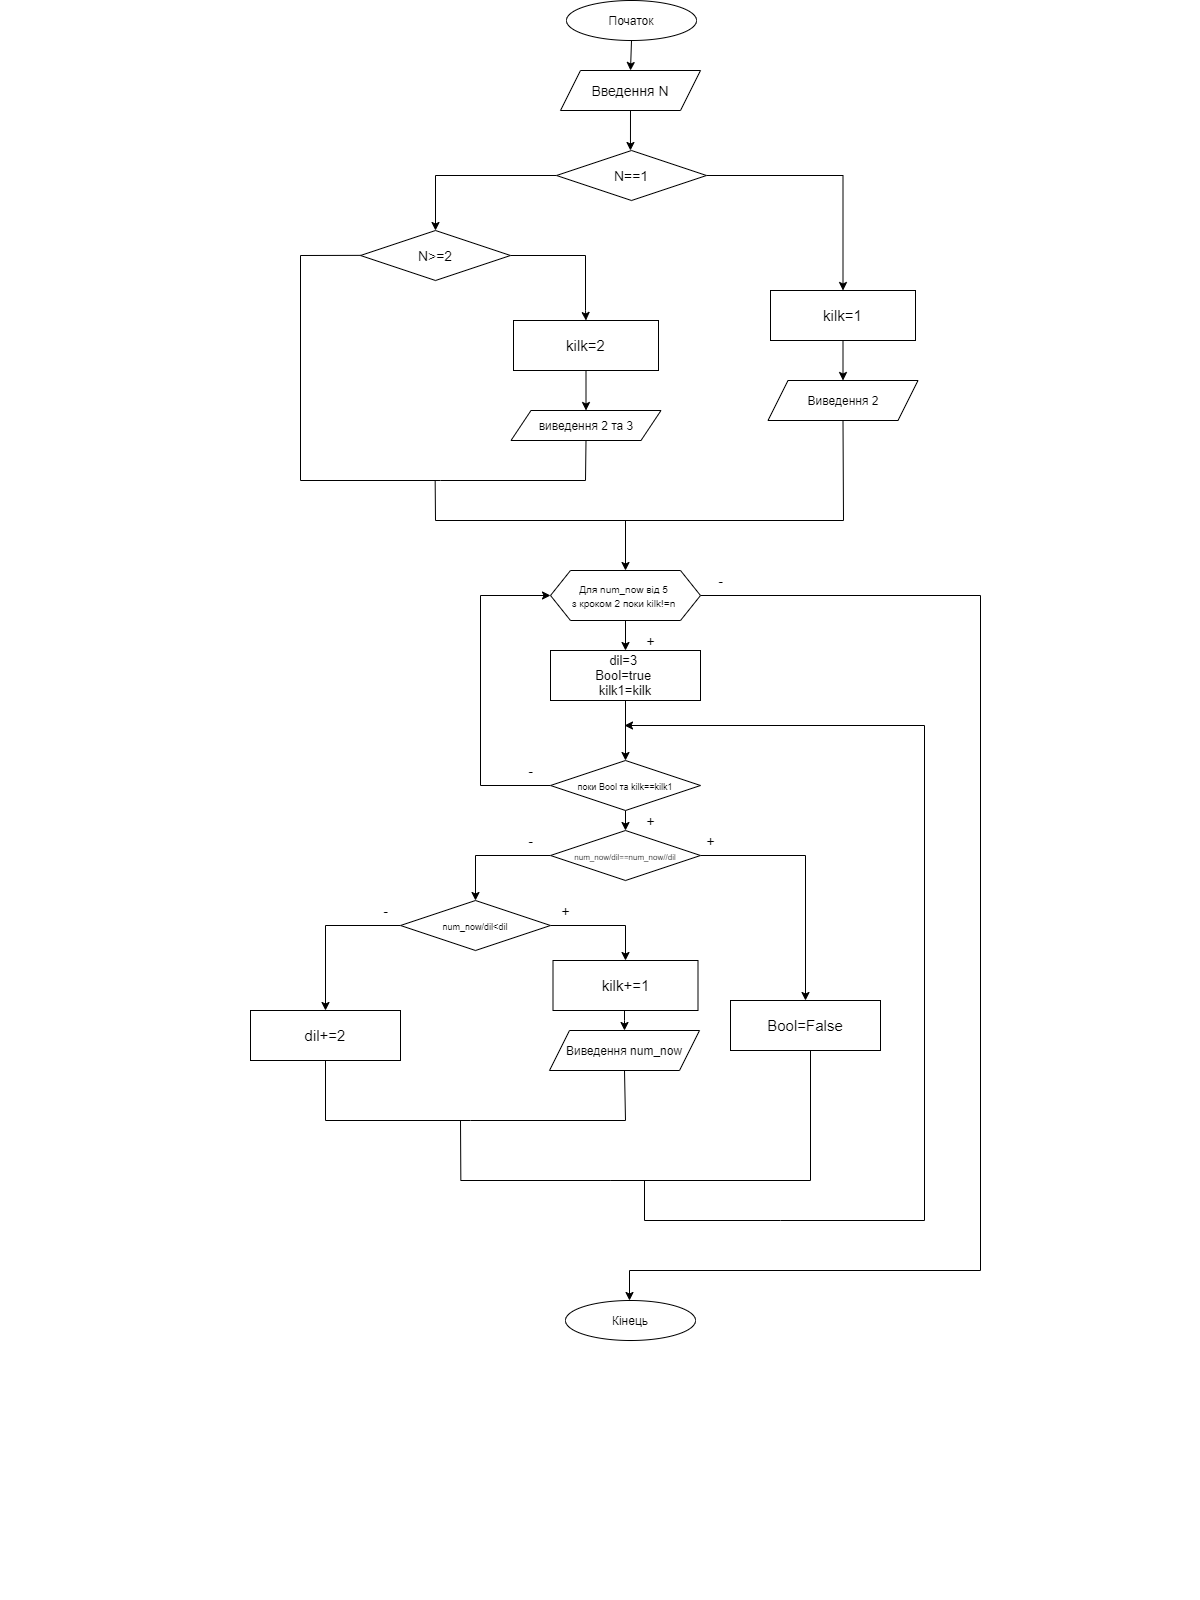 Початок
Введення N
N==1
N>=2
kilk=1
kilk=2
Виведення 2
виведення 2 та 3
Для num_now від 5
з кроком 2 поки kilk!=n
-
+
dil=3
Bool=true
kilk1=kilk
-
поки Bool та kilk==kilk1
+
-
+
num_now/dil==num_now//dil
-
+
num_now/dil<dil
kilk+=1
dil+=2
Bool=False
Виведення num_now
Кінець